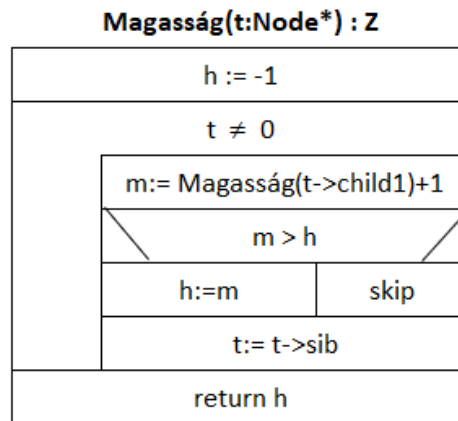 Magasság(t:Node*) : Z
h := -1
t ≠ 0
m:= Magasság(t->child1)+1
m > h
h:=m skip
t:= t->sib
return h